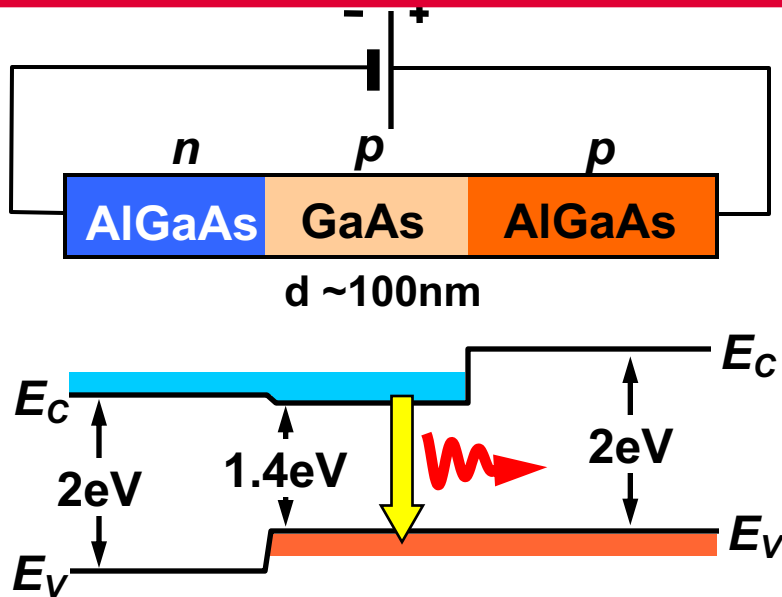 - +
n p p
AlGaAs GaAs AlGaAs
d ~100nm
E_C E_C
2eV 1.4eV 2eV
E_V E_V